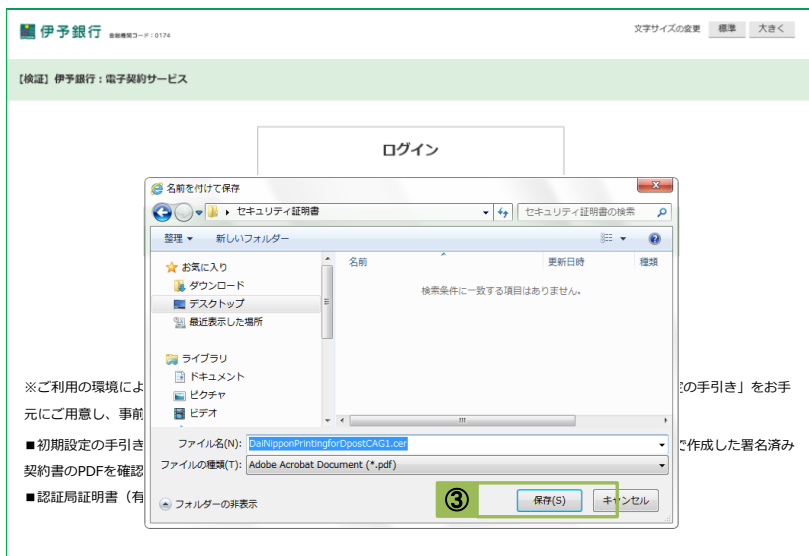 伊予銀行 金融機関コード:0174
文字サイズの変更 標準 大きく
【検証】伊予銀行:電子契約サービス
ログイン
名前を付けて保存
セキュリティ証明書
セキュリティ証明書の検索
整理 新しいフォルダー
お気に入り
ダウンロード
デスクトップ
最近表示した場所
ライブラリ
ドキュメント
ピクチャ
ビデオ
名前 更新日時 種類
検索条件に一致する項目はありません。
ファイル名(N): DaiNipponPrintingforDpostCAG1.cer
ファイルの種類(T): Adobe Acrobat Document (*.pdf)
フォルダーの非表示
③
保存(S) キャンセル
※ご利用の環境によ
定の手引き」をお手
元にご用意し、事前
■初期設定の手引き
で作成した署名済み
契約書のPDFを確認
■認証局証明書(有